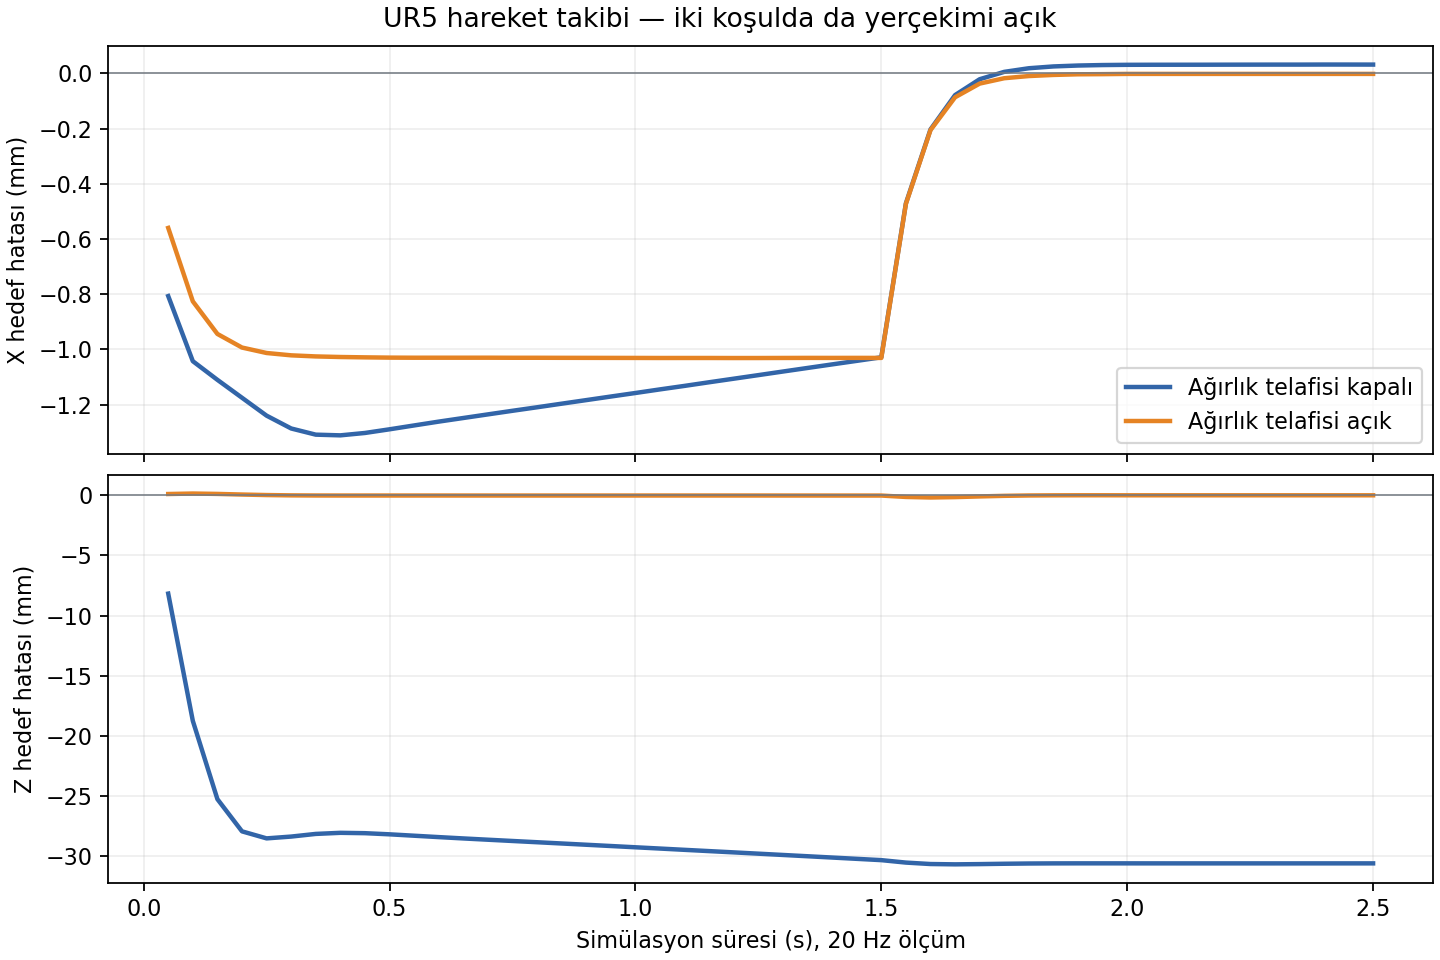 UR5 hareket takibi — iki koşulda da yerçekimi açık
X hedef hatası (mm)
0.0
−0.2
−0.4
−0.6
−0.8
−1.0
−1.2
Ağırlık telafisi kapalı
Ağırlık telafisi açık
Z hedef hatası (mm)
0
−5
−10
−15
−20
−25
−30
0.0 0.5 1.0 1.5 2.0 2.5
Simülasyon süresi (s), 20 Hz ölçüm